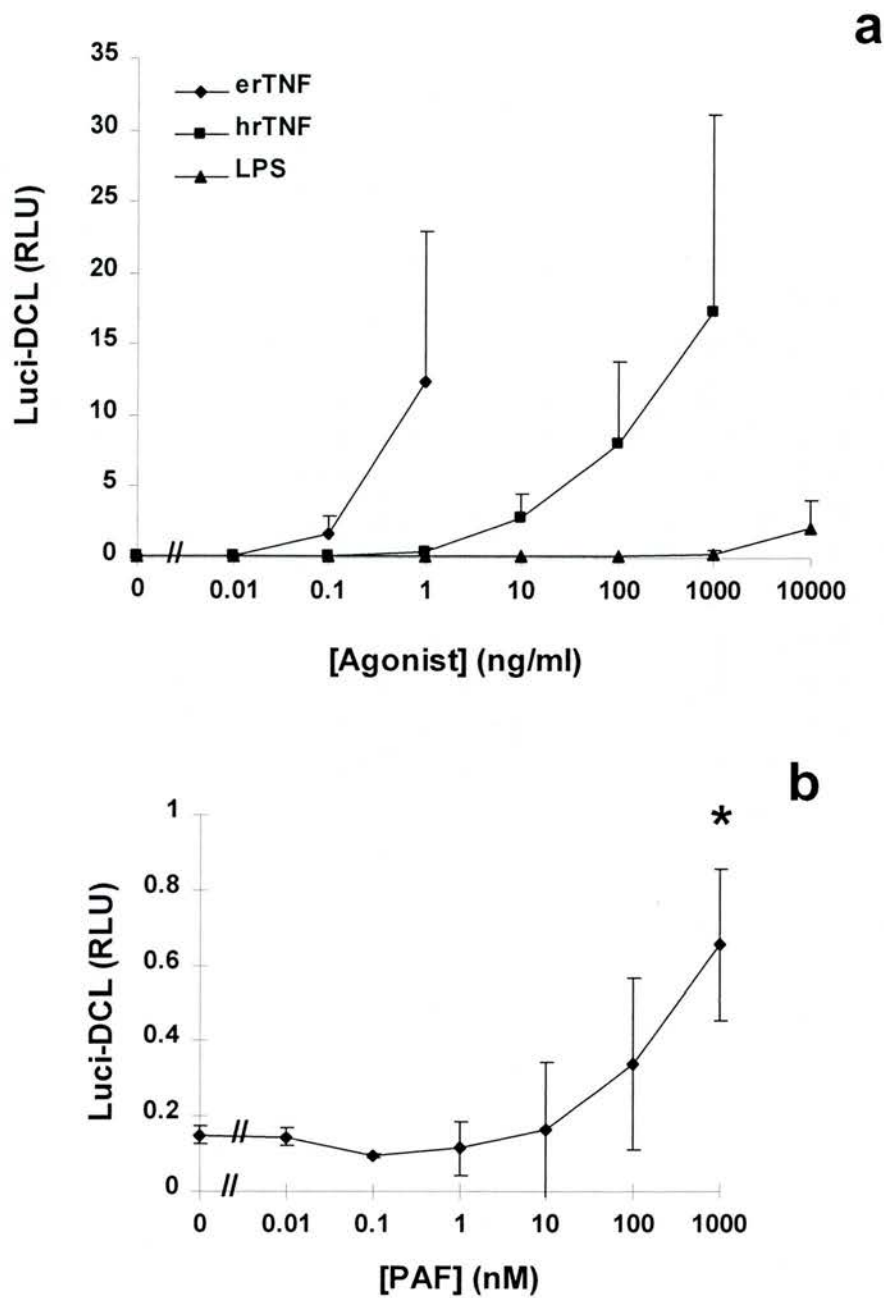 a
35
30
25
20
15
10
5
0
Luci-DCL (RLU)
erTNF
hrTNF
LPS
//
0 0.01 0.1 1 10 100 1000 10000
[Agonist] (ng/ml)
b
1
0.8
0.6
0.4
0.2
0
Luci-DCL (RLU)
*
//
//
0 0.01 0.1 1 10 100 1000
[PAF] (nM)